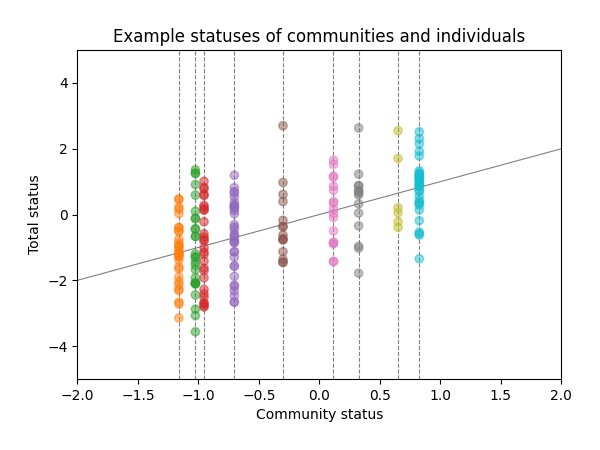 Example statuses of communities and individuals
4
2
0
−2
−4
Total status
−2.0 −1.5 −1.0 −0.5 0.0 0.5 1.0 1.5 2.0
Community status